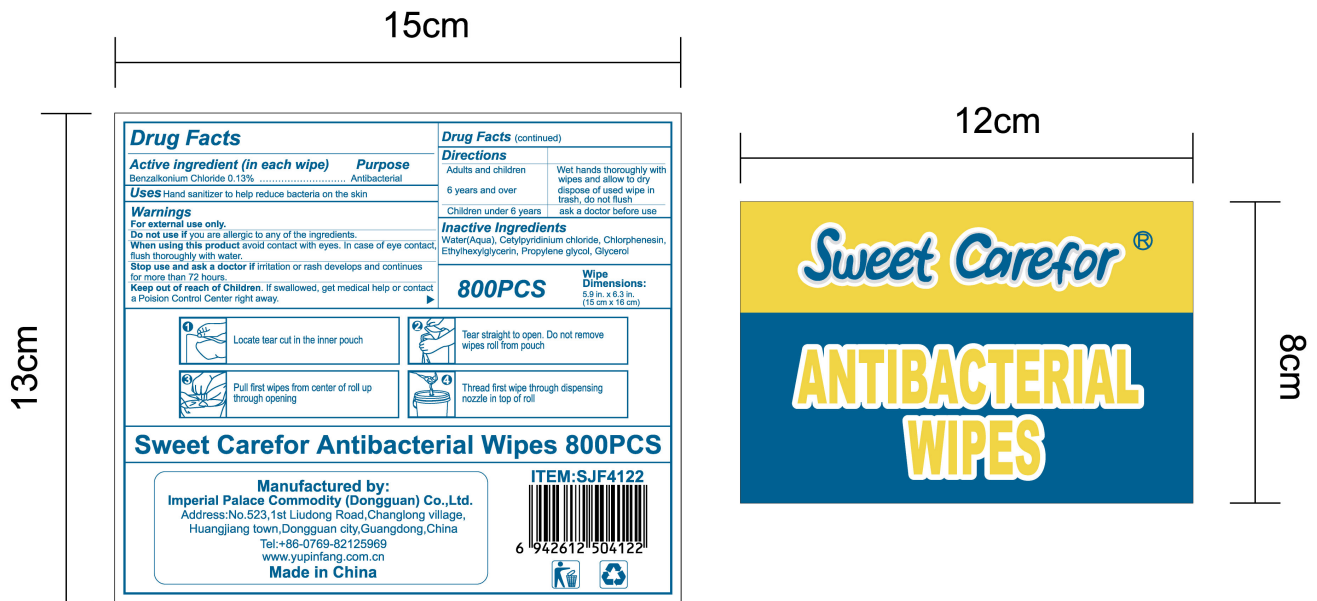 15cm
13cm
Drug Facts
Active ingredient (in each wipe) Purpose
Benzalkonium Chloride 0.13% ........................... Antibacterial
Uses Hand sanitizer to help reduce bacteria on the skin
Warnings
For external use only.
Do not use if you are allergic to any of the ingredients.
When using this product avoid contact with eyes. In case of eye contact,
flush thoroughly with water.
Stop use and ask a doctor if irritation or rash develops and continues
for more than 72 hours.
Keep out of reach of Children. If swallowed, get medical help or contact
a Poision Control Center right away.
Drug Facts (continued)
Directions
Adults and children
6 years and over
Wet hands thoroughly with
wipes and allow to dry
dispose of used wipe in
trash, do not flush
Children under 6 years ask a doctor before use
Inactive Ingredients
Water(Aqua), Cetylpyridinium chloride, Chlorphenesin,
Ethylhexylglycerin, Propylene glycol, Glycerol
800PCS
Wipe
Dimensions:
5.9 in. x 6.3 in.
(15 cm x 16 cm)
1
Locate tear cut in the inner pouch
2
Tear straight to open. Do not remove
wipes roll from pouch
3
Pull first wipes from center of roll up
through opening
4
Thread first wipe through dispensing
nozzle in top of roll
Sweet Carefor Antibacterial Wipes 800PCS
Manufactured by:
Imperial Palace Commodity (Dongguan) Co.,Ltd.
Address:No.523,1st Liudong Road,Changlong village,
Huangjiang town,Dongguan city,Guangdong,China
Tel:+86-0769-82125969
www.yupinfang.com.cn
Made in China
ITEM:SJF4122
6 942612 504122
12cm
8cm
Sweet Carefor ®
ANTIBACTERIAL
WIPES